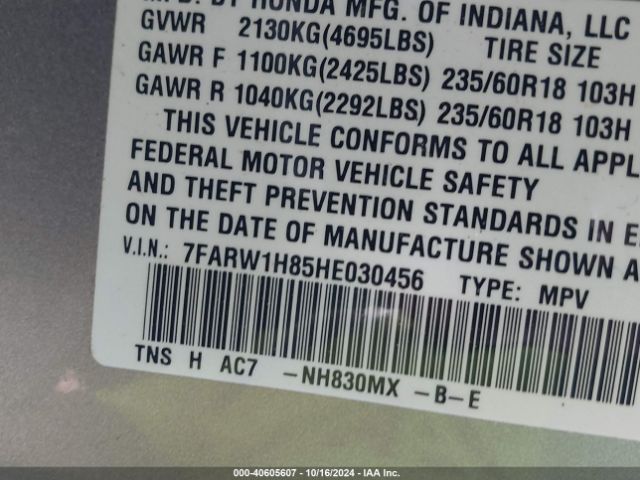 BY HONDA MFG. OF INDIANA, LLC
GVWR 2130KG(4695LBS) TIRE SIZE
GAWR F 1100KG(2425LBS) 235/60R18 103H
GAWR R 1040KG(2292LBS) 235/60R18 103H
THIS VEHICLE CONFORMS TO ALL APPL
FEDERAL MOTOR VEHICLE SAFETY
AND THEFT PREVENTION STANDARDS IN E
ON THE DATE OF MANUFACTURE SHOWN A
V.I.N.: 7FARW1H85HE030456 TYPE: MPV
TNS H AC7 -NH830MX -B-E
000-40605607 - 10/16/2024 - IAA Inc.